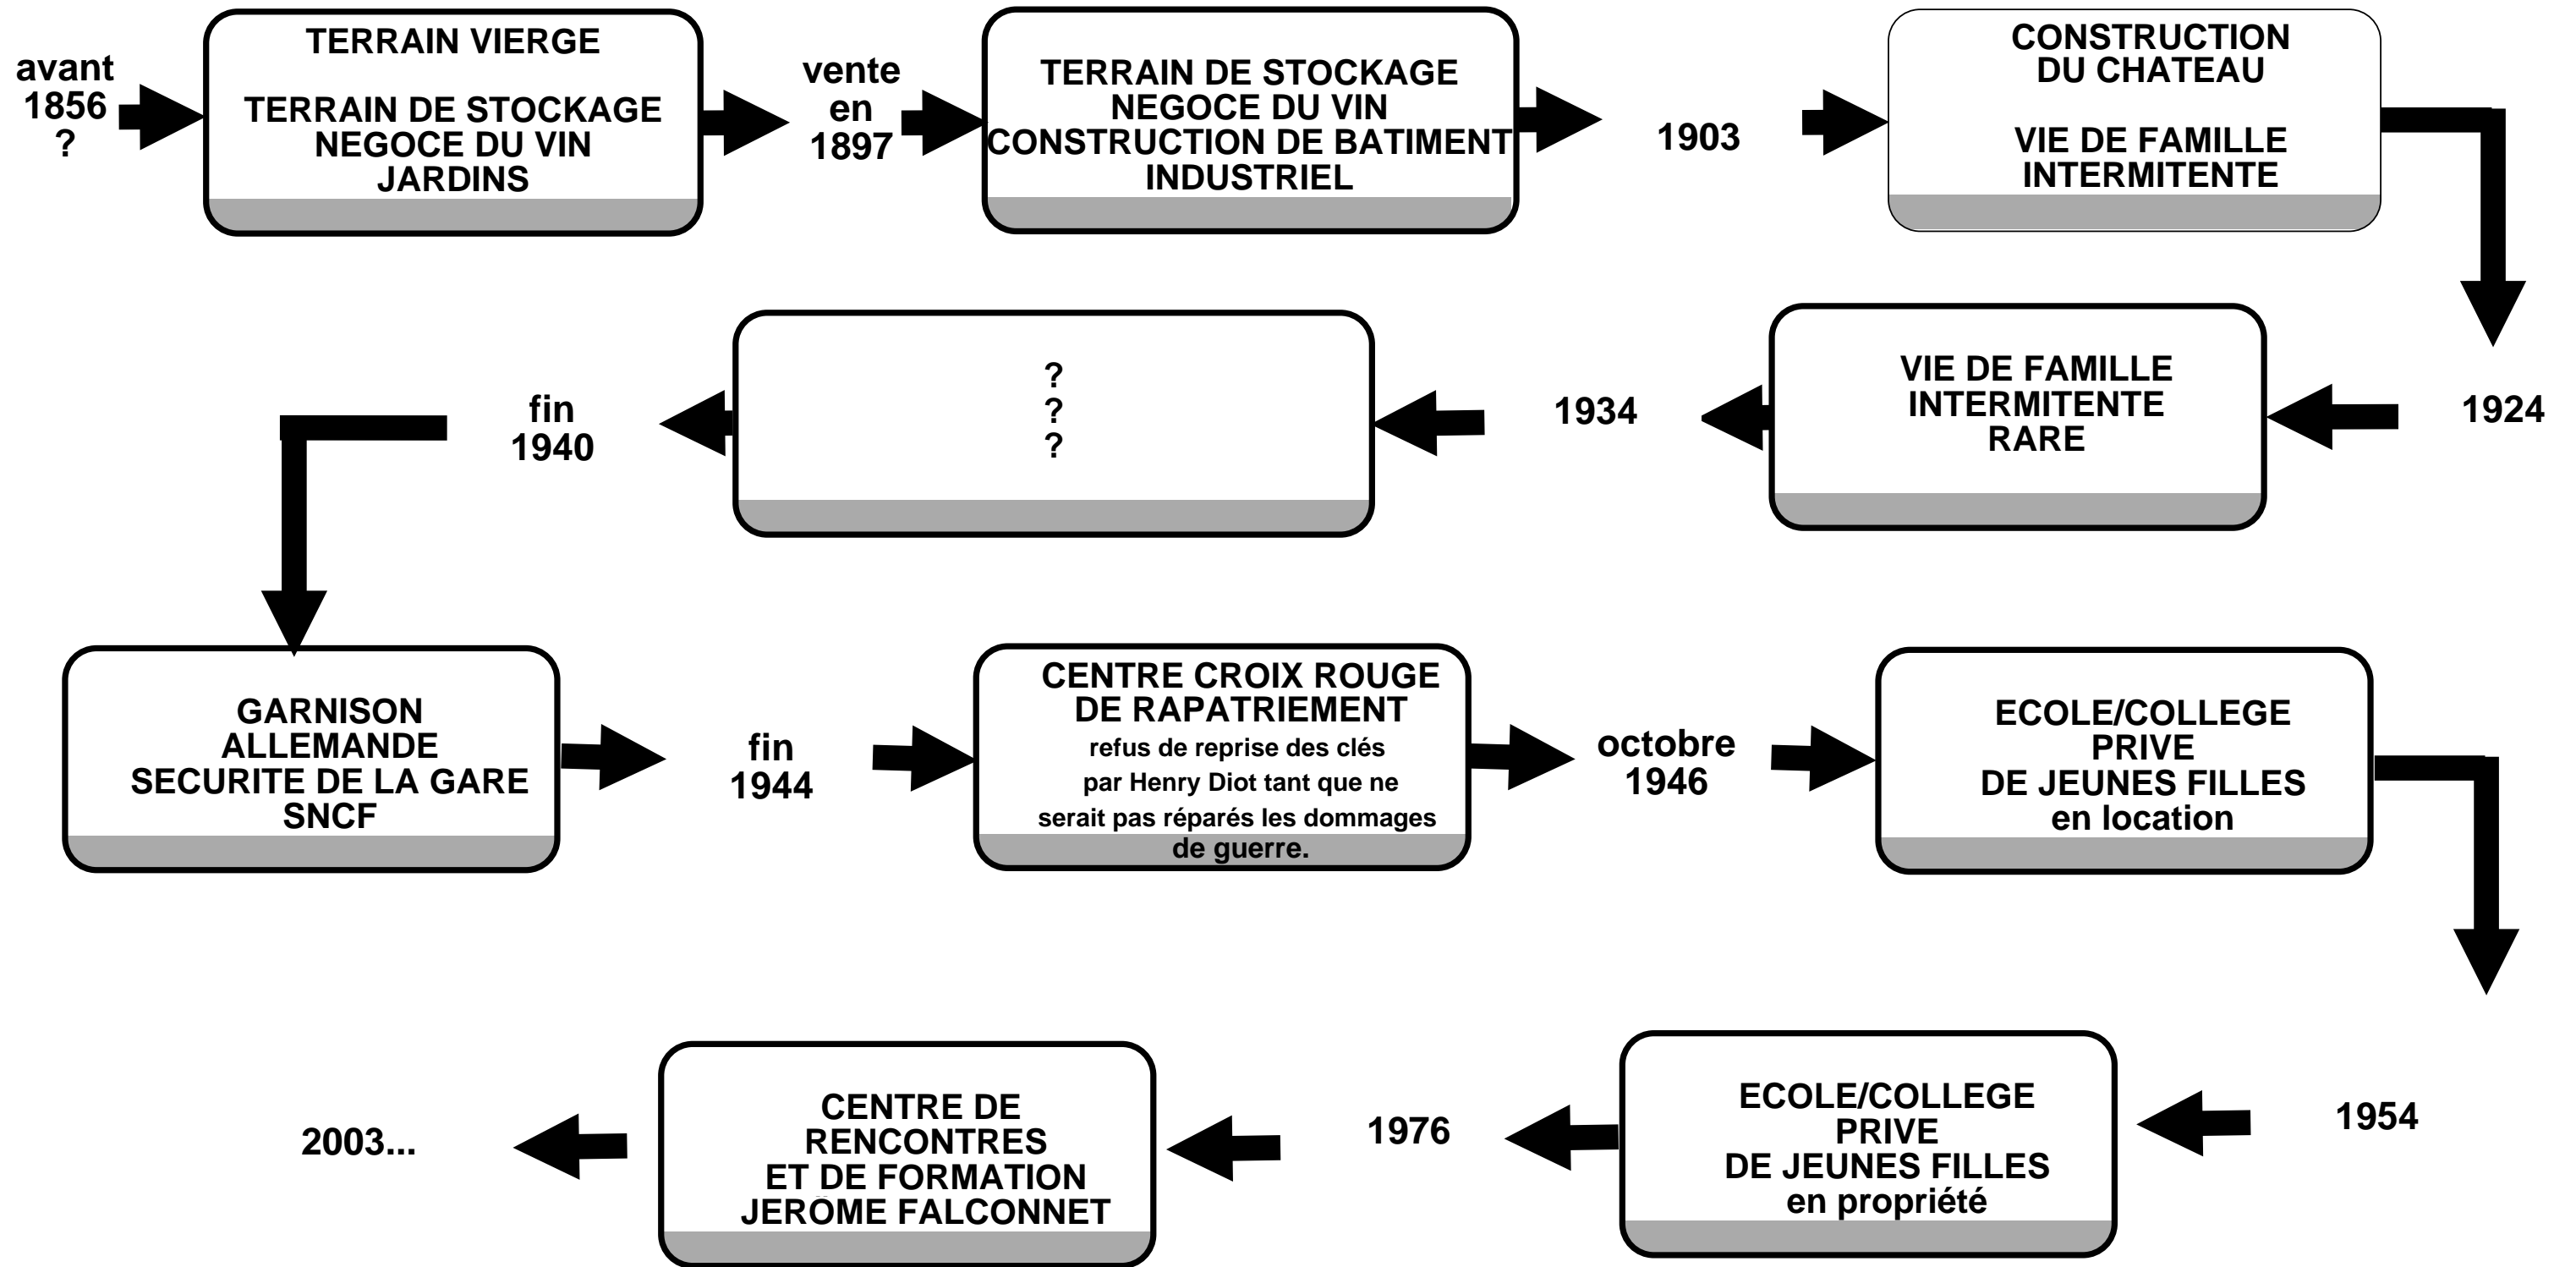 avant
1856
?
TERRAIN VIERGE
TERRAIN DE STOCKAGE
NEGOCE DU VIN
JARDINS
vente
en
1897
TERRAIN DE STOCKAGE
NEGOCE DU VIN
CONSTRUCTION DE BATIMENT
INDUSTRIEL
1903
CONSTRUCTION
DU CHATEAU
VIE DE FAMILLE
INTERMITENTE
1924
VIE DE FAMILLE
INTERMITENTE
RARE
1934
?
?
?
fin
1940
GARNISON
ALLEMANDE
SECURITE DE LA GARE
SNCF
fin
1944
CENTRE CROIX ROUGE
DE RAPATRIEMENT
refus de reprise des clés
par Henry Diot tant que ne
serait pas réparés les dommages
de guerre.
octobre
1946
ECOLE/COLLEGE
PRIVE
DE JEUNES FILLES
en location
1954
ECOLE/COLLEGE
PRIVE
DE JEUNES FILLES
en propriété
1976
CENTRE DE
RENCONTRES
ET DE FORMATION
JERÖME FALCONNET
2003...